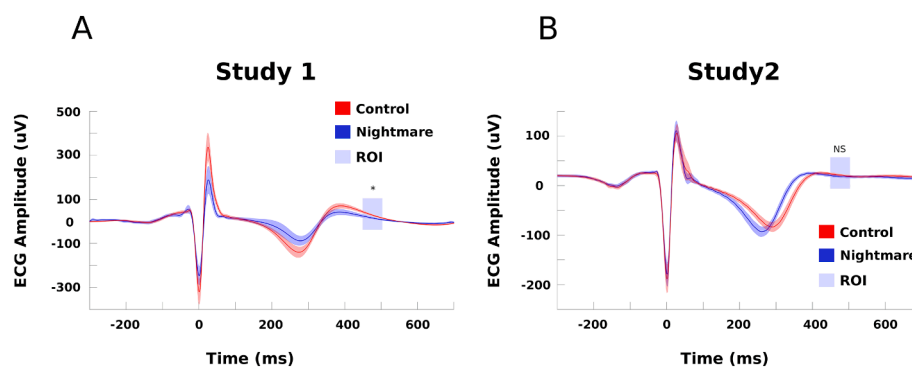 A
B
Study 1
Study2
ECG Amplitude (uV)
500
300
100
0
-100
-300
Control
Nightmare
ROI
*
-200
0
200
400
600
Time (ms)
ECG Amplitude (uV)
100
0
-100
-200
NS
Control
Nightmare
ROI
-200
0
200
400
600
Time (ms)